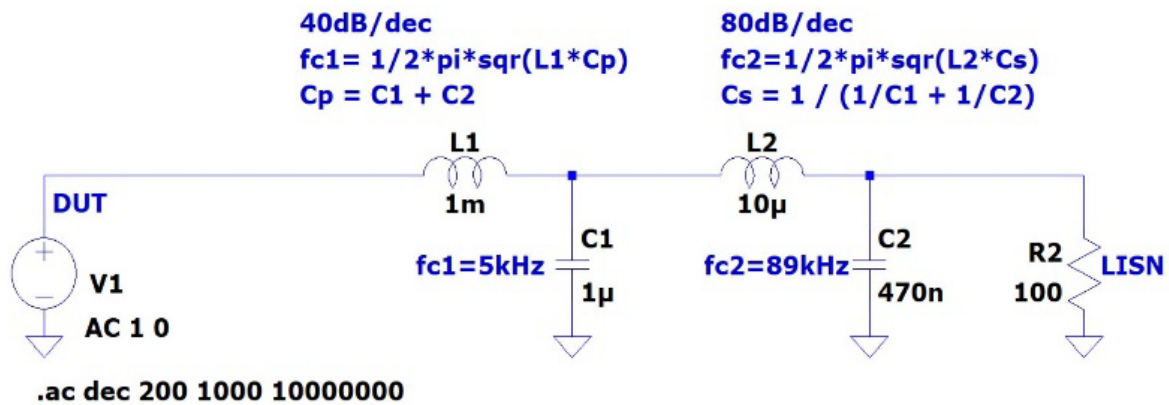 40dB/dec
fc1= 1/2*pi*sqr(L1*Cp)
Cp = C1 + C2
80dB/dec
fc2=1/2*pi*sqr(L2*Cs)
Cs = 1 / (1/C1 + 1/C2)
L1
1m
L2
10µ
DUT
V1
AC 1 0
C1
fc1=5kHz
1µ
C2
fc2=89kHz
470n
R2
100
LISN
.ac dec 200 1000 10000000